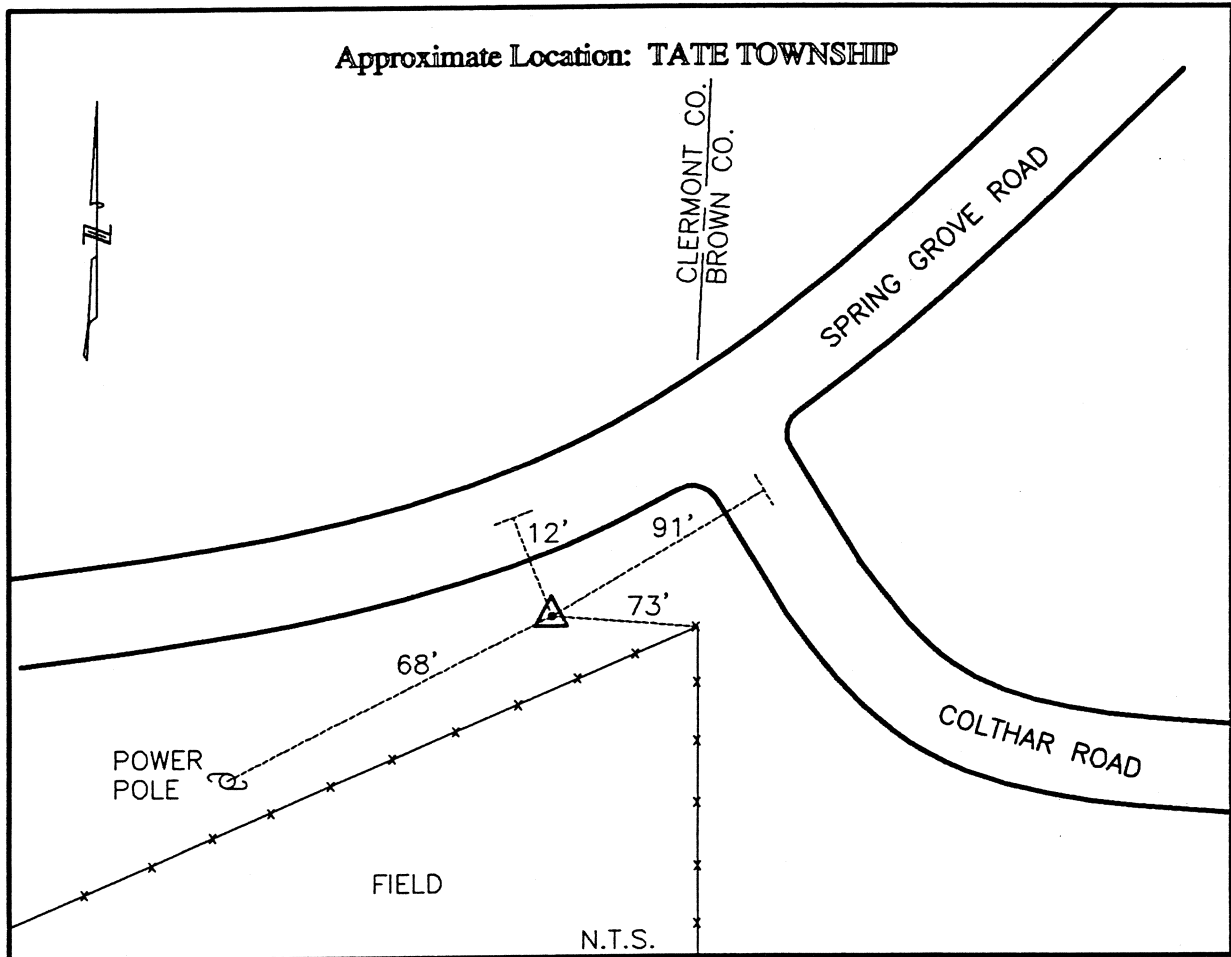 Approximate Location: TATE TOWNSHIP
N
CLERMONT CO.
BROWN CO.
SPRING GROVE ROAD
12'
91'
73'
68'
POWER
POLE
COLTHAR ROAD
FIELD
N.T.S.